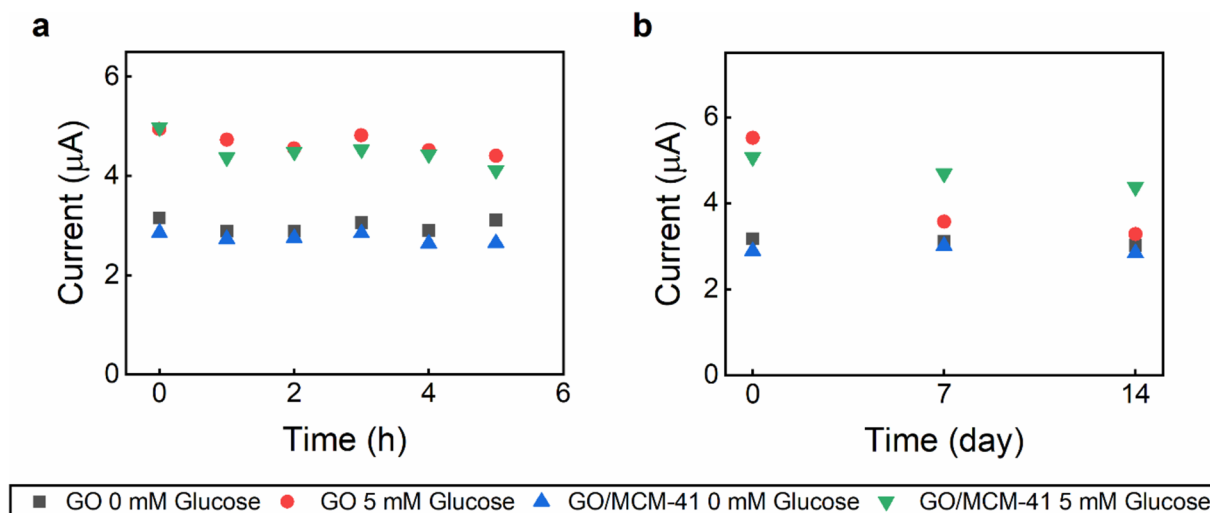 a
6
4
2
0
Current (μA)
0 2 4 6
Time (h)
b
6
4
2
0
Current (μA)
0 7 14
Time (day)
GO 0 mM Glucose GO 5 mM Glucose GO/MCM-41 0 mM Glucose GO/MCM-41 5 mM Glucose